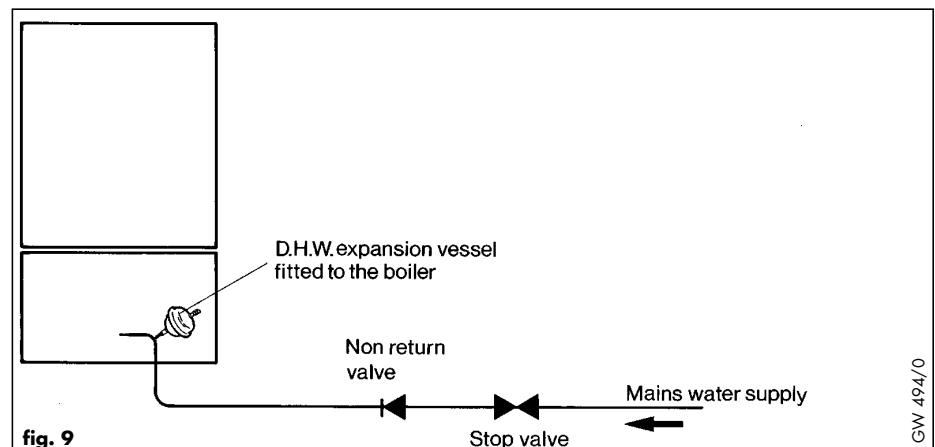 D.H.W. expansion vessel
fitted to the boiler
Non return
valve
Mains water supply
Stop valve
fig. 9
GW 494/0